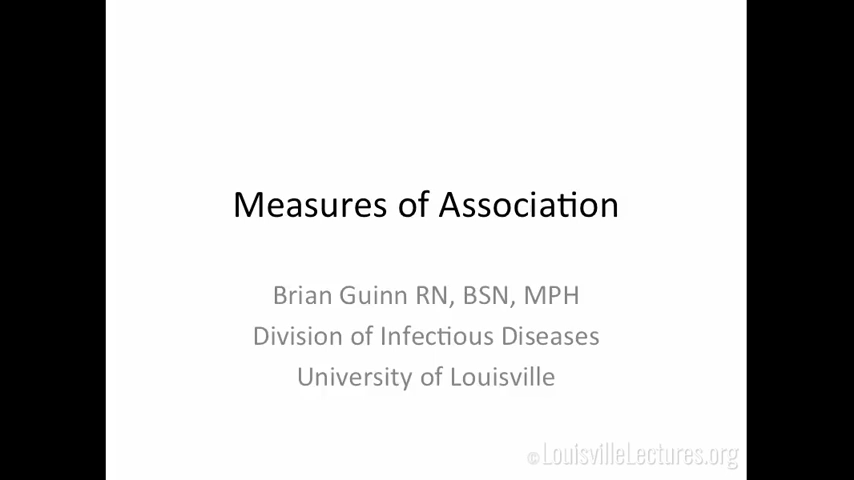 Measures of Association
Brian Guinn RN, BSN, MPH
Division of Infectious Diseases
University of Louisville
©LouisvilleLectures.org